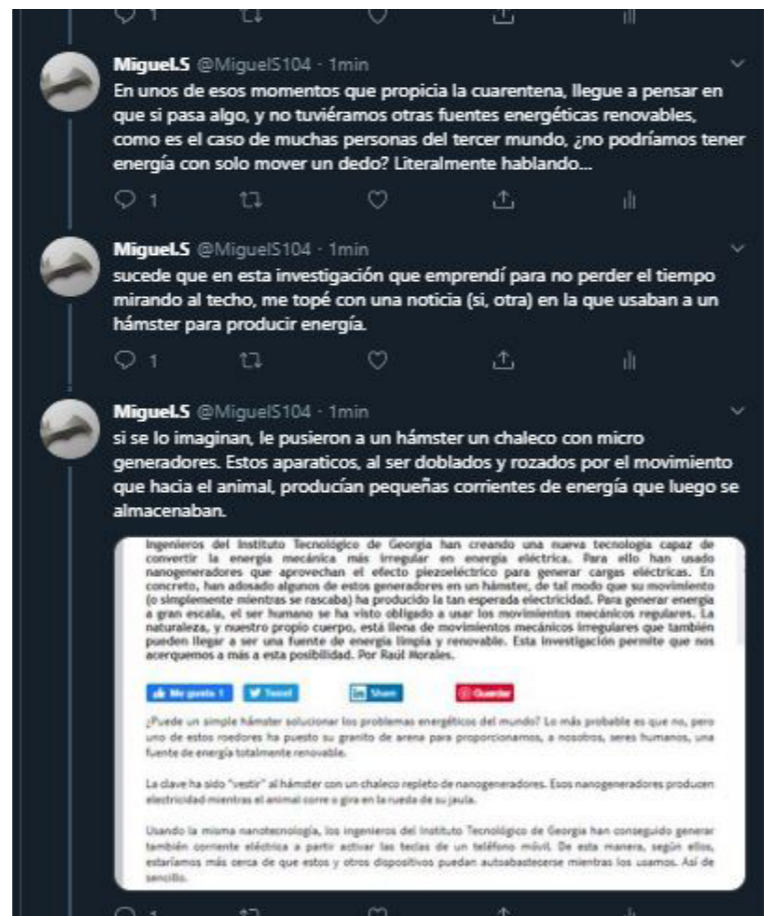 1
MigueLS @MiguelS104 · 1min
En unos de esos momentos que propicia la cuarentena, llegue a pensar en
que si pasa algo, y no tuviéramos otras fuentes energéticas renovables,
como es el caso de muchas personas del tercer mundo, ¿no podríamos tener
energía con solo mover un dedo? Literalmente hablando...
1
MigueLS @MiguelS104 · 1min
sucede que en esta investigación que emprendí para no perder el tiempo
mirando al techo, me topé con una noticia (si, otra) en la que usaban a un
hámster para producir energía.
1
MigueLS @MiguelS104 · 1min
si se lo imaginan, le pusieron a un hámster un chaleco con micro
generadores. Estos aparaticos, al ser doblados y rozados por el movimiento
que hacia el animal, producían pequeñas corrientes de energía que luego se
almacenaban.
Ingenieros del Instituto Tecnológico de Georgia han creando una nueva tecnología capaz de
convertir la energía mecánica más irregular en energía eléctrica. Para ello han usado
nanogeneradores que aprovechan el efecto piezoeléctrico para generar cargas eléctricas. En
concreto, han adosado algunos de estos generadores en un hámster, de tal modo que su movimiento
(o simplemente mientras se rascaba) ha producido la tan esperada electricidad. Para generar energía
a gran escala, el ser humano se ha visto obligado a usar los movimientos mecánicos regulares. La
naturaleza, y nuestro propio cuerpo, está llena de movimientos mecánicos irregulares que también
pueden llegar a ser una fuente de energía limpia y renovable. Esta investigación permite que nos
acerquemos a más a esta posibilidad. Por Raúl Morales.
Me gusta 1 Tweet Share Guardar
¿Puede un simple hámster solucionar los problemas energéticos del mundo? Lo más probable es que no, pero
uno de estos roedores ha puesto su granito de arena para proporcionarnos, a nosotros, seres humanos, una
fuente de energía totalmente renovable.
La clave ha sido "vestir" al hámster con un chaleco repleto de nanogeneradores. Esos nanogeneradores producen
electricidad mientras el animal corre o gira en la rueda de su jaula.
Usando la misma nanotecnología, los ingenieros del Instituto Tecnológico de Georgia han conseguido generar
también corriente eléctrica a partir activar las teclas de un teléfono móvil. De esta manera, según ellos,
estaríamos más cerca de que estos y otros dispositivos puedan autoabastecerse mientras los usamos. Así de
sencillo.